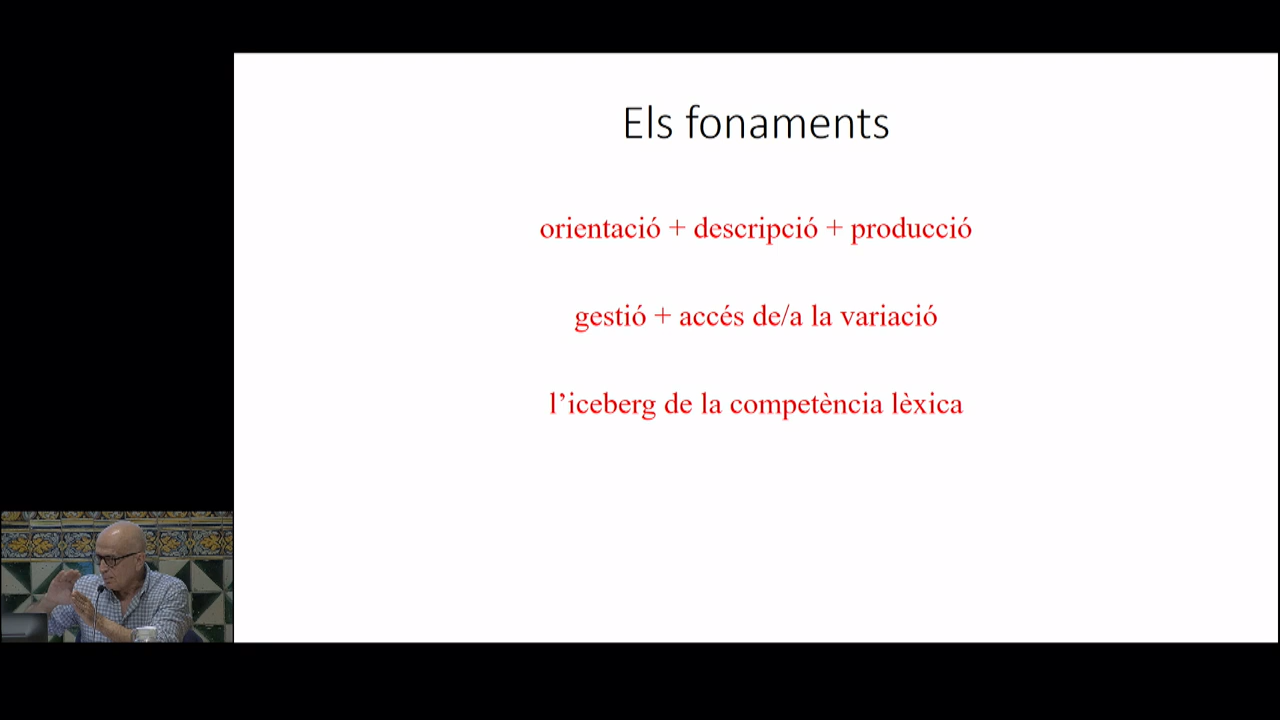 Els fonaments
orientació + descripció + producció
gestió + accés de/a la variació
l’iceberg de la competència lèxica